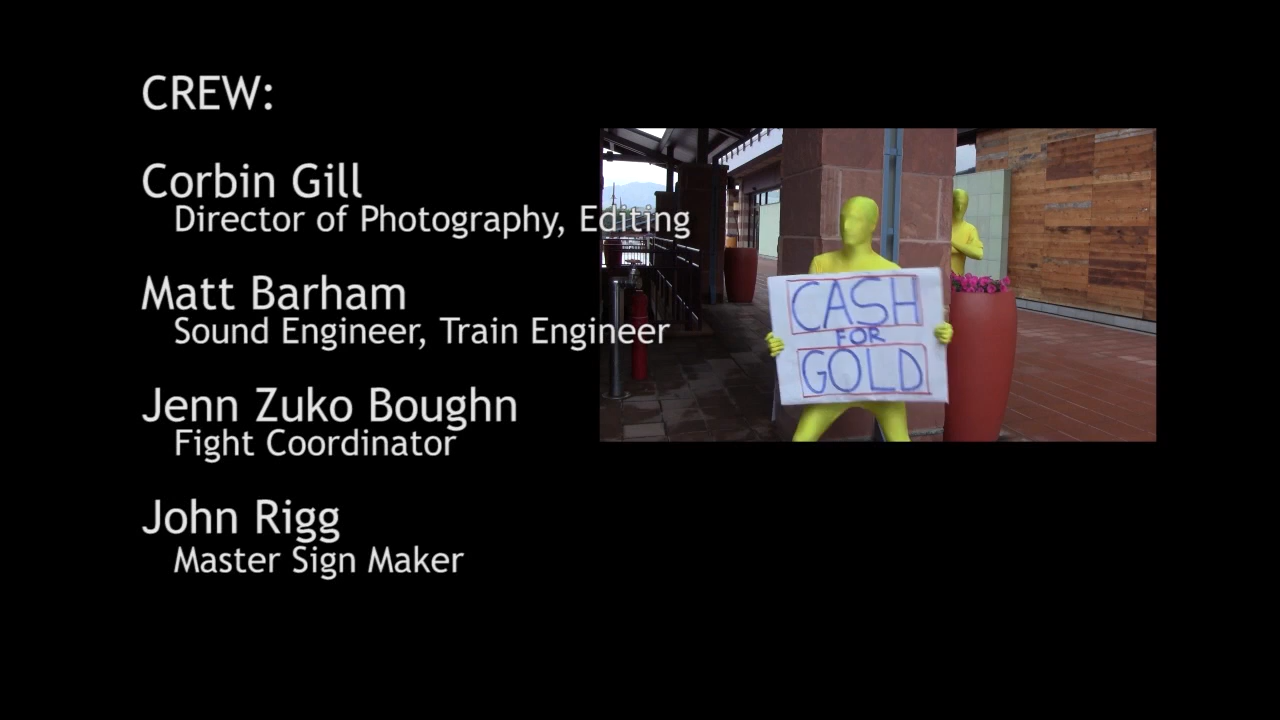 CREW:
Corbin Gill
Director of Photography, Editing
Matt Barham
Sound Engineer, Train Engineer
Jenn Zuko Boughn
Fight Coordinator
John Rigg
Master Sign Maker
CASH
FOR
GOLD